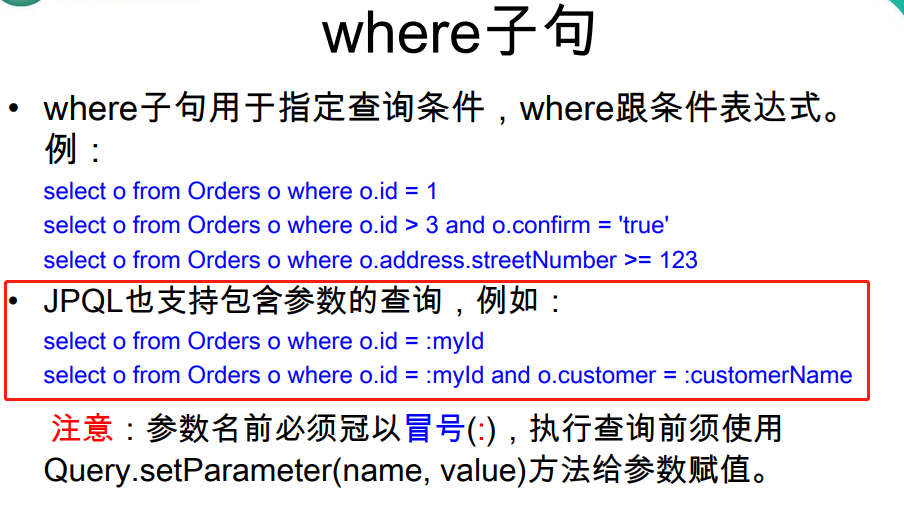 where子句
• where子句用于指定查询条件，where跟条件表达式。
例：
select o from Orders o where o.id = 1
select o from Orders o where o.id > 3 and o.confirm = 'true'
select o from Orders o where o.address.streetNumber >= 123
• JPQL也支持包含参数的查询，例如：
select o from Orders o where o.id = :myId
select o from Orders o where o.id = :myId and o.customer = :customerName
注意：参数名前必须冠以冒号(:)，执行查询前须使用
Query.setParameter(name, value)方法给参数赋值。